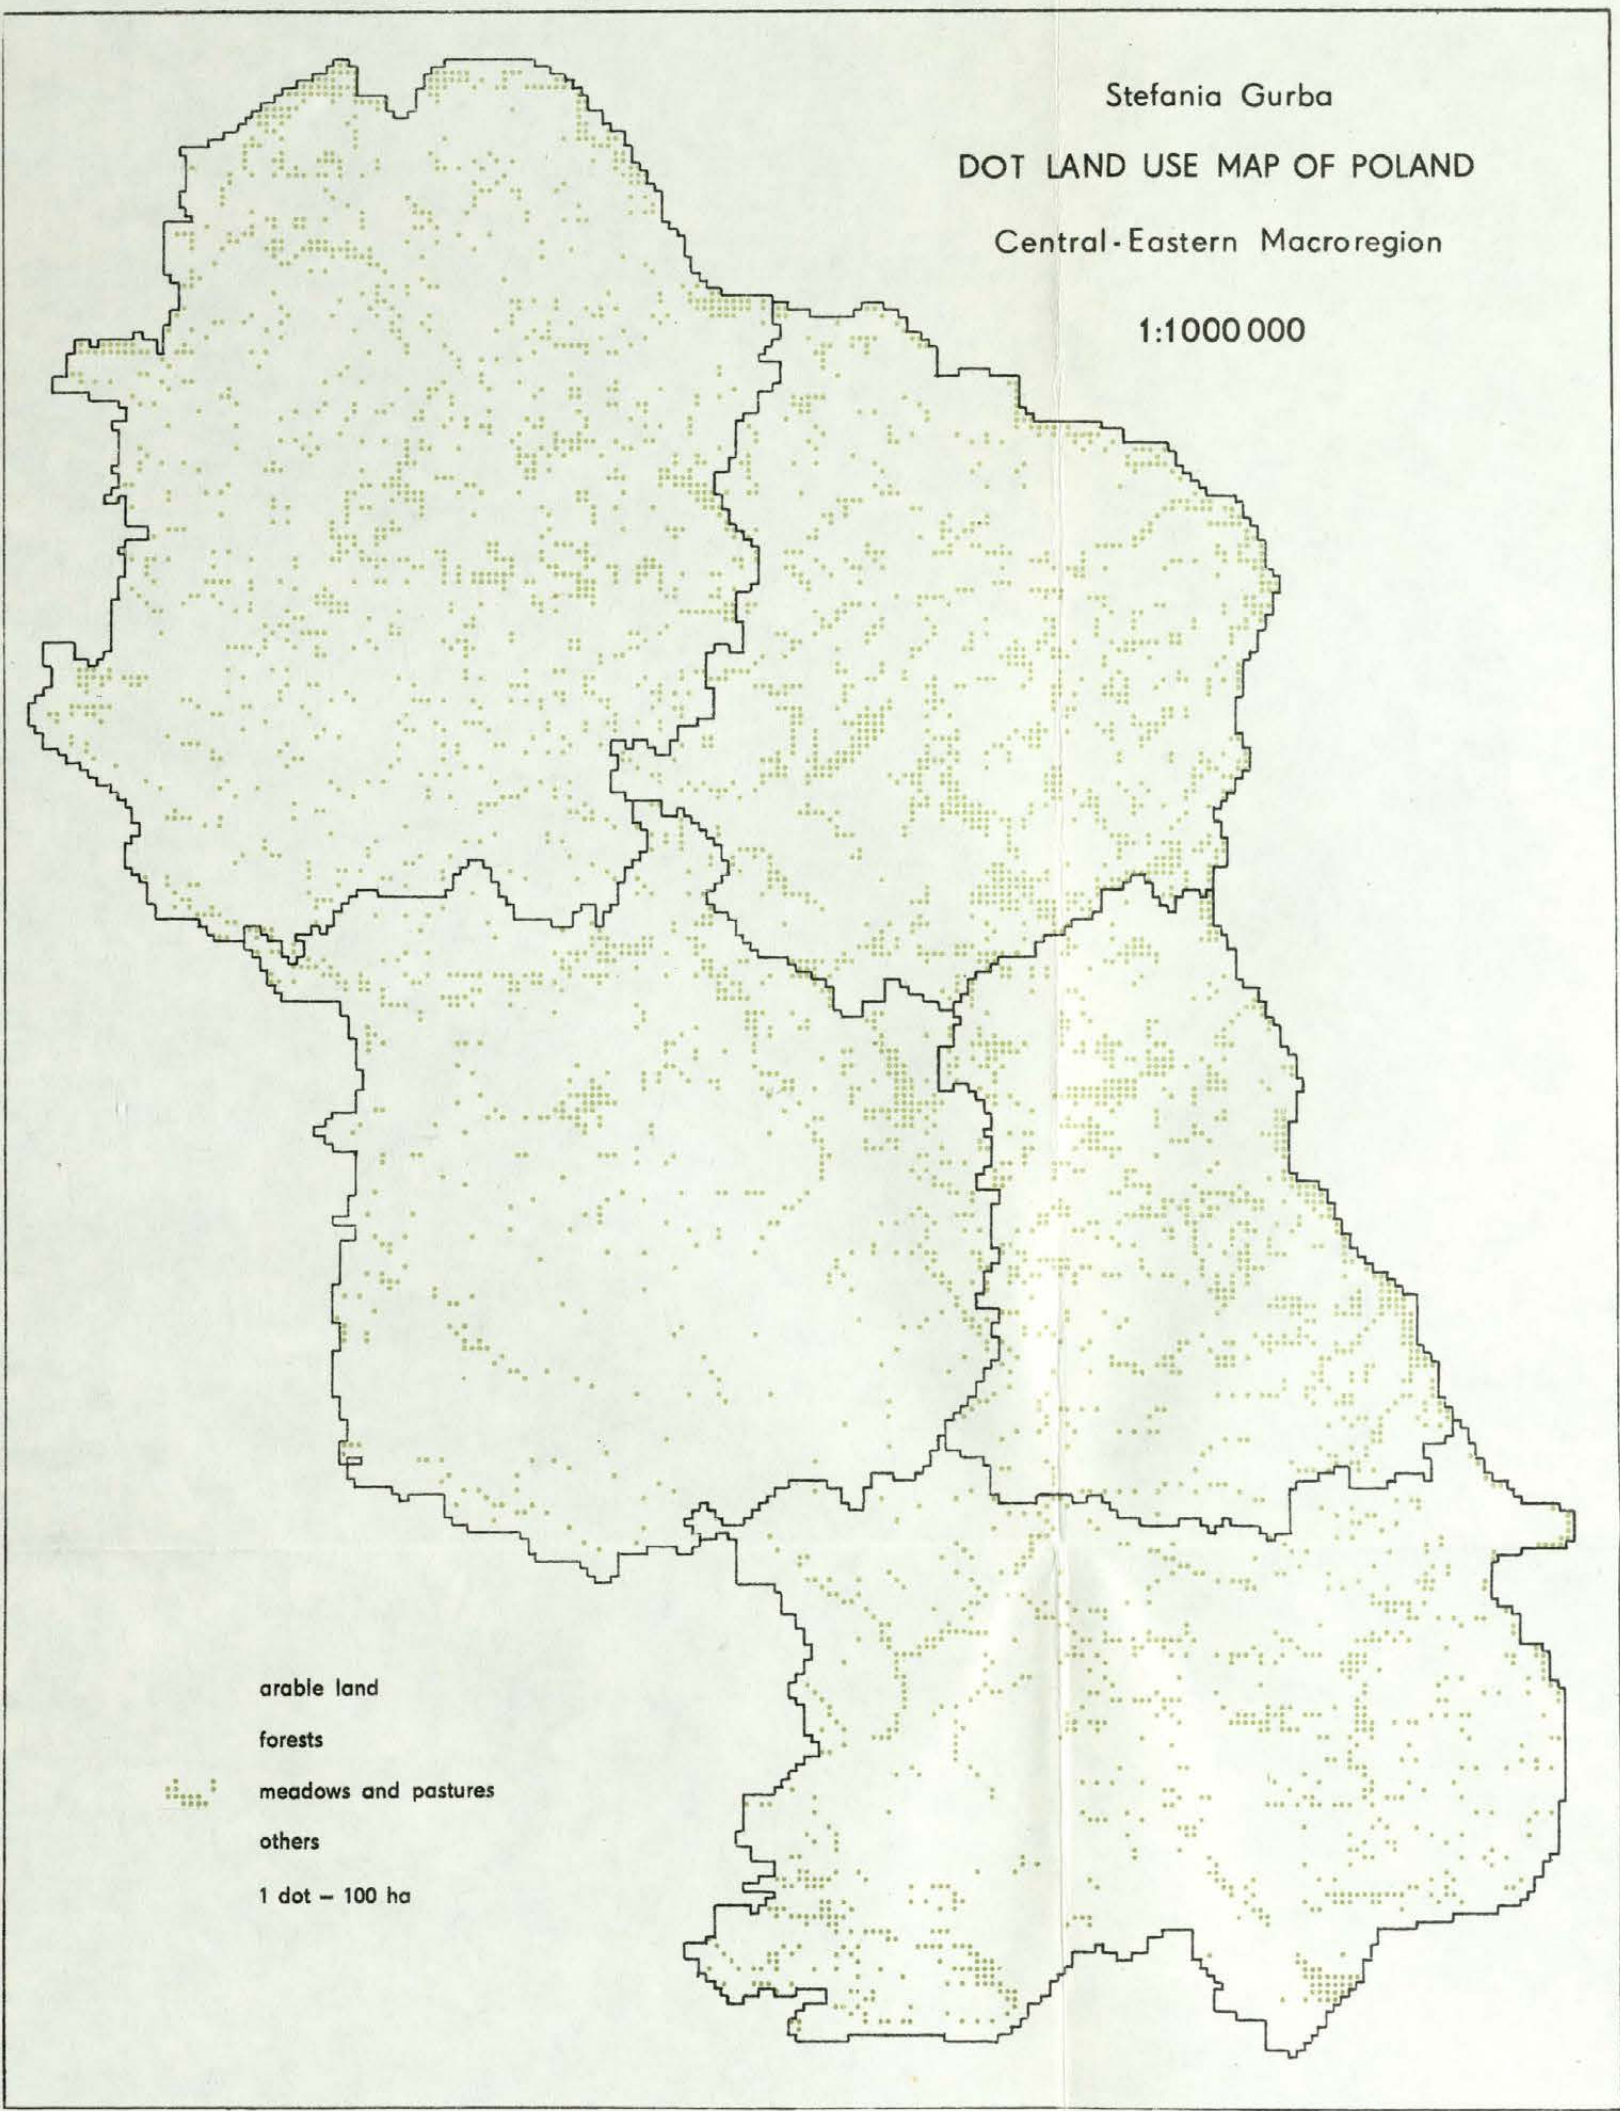 Stefania Gurba
DOT LAND USE MAP OF POLAND
Central-Eastern Macroregion
1:1000 000
arable land
forests
meadows and pastures
others
1 dot – 100 ha